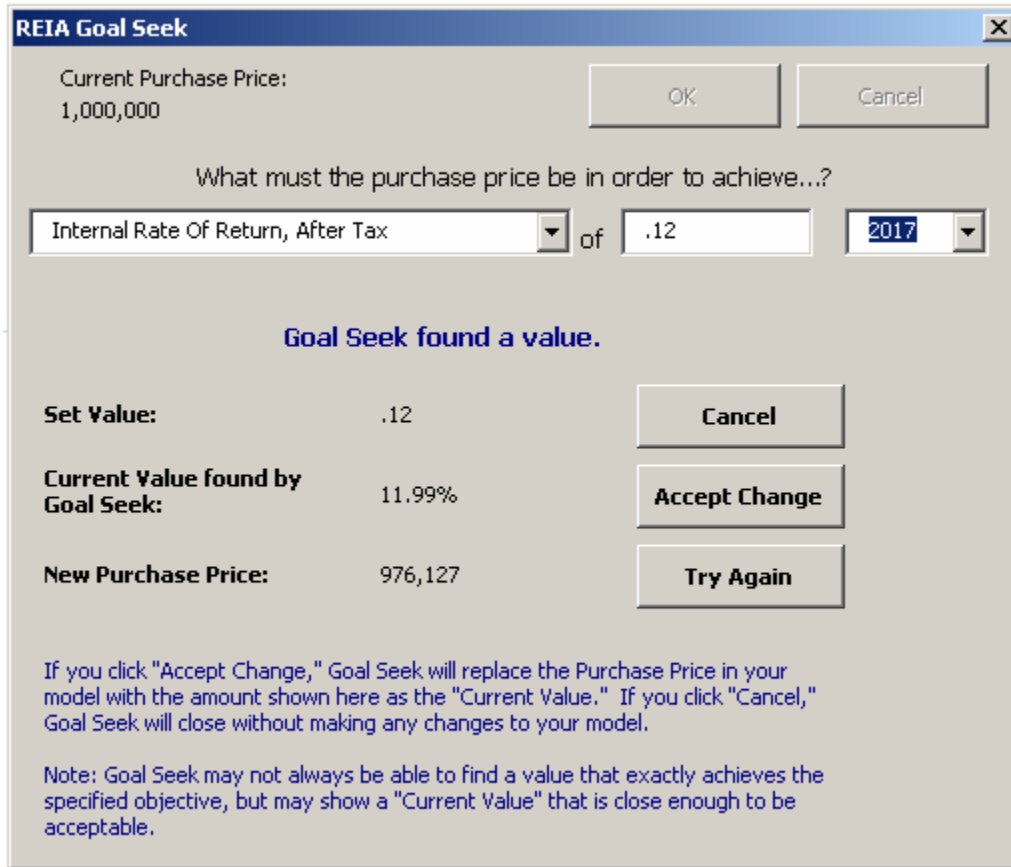 REIA Goal Seek
Current Purchase Price:
1,000,000
OK
Cancel
What must the purchase price be in order to achieve...?
Internal Rate Of Return, After Tax
of
.12
2017
Goal Seek found a value.
Set Value:
.12
Cancel
Current Value found by
Goal Seek:
11.99%
Accept Change
New Purchase Price:
976,127
Try Again
If you click "Accept Change," Goal Seek will replace the Purchase Price in your
model with the amount shown here as the "Current Value." If you click "Cancel,"
Goal Seek will close without making any changes to your model.
Note: Goal Seek may not always be able to find a value that exactly achieves the
specified objective, but may show a "Current Value" that is close enough to be
acceptable.